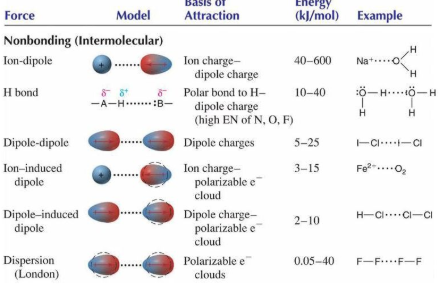 Force Model Basis of Attraction Energy (kJ/mol) Example
Nonbonding (Intermolecular)
Ion-dipole + Ion charge–dipole charge 40–600 Na⁺ O H H
H bond δ⁻ δ⁺ δ⁻ –A–H :B– Polar bond to H–dipole charge (high EN of N, O, F) 10–40 :Ö–H :Ö–H H H
Dipole-dipole Dipole charges 5–25 I–Cl I–Cl
Ion–induced dipole + Ion charge–polarizable e⁻ cloud 3–15 Fe²⁺ O₂
Dipole–induced dipole Dipole charge–polarizable e⁻ cloud 2–10 H–Cl Cl–Cl
Dispersion (London) Polarizable e⁻ clouds 0.05–40 F–F F–F